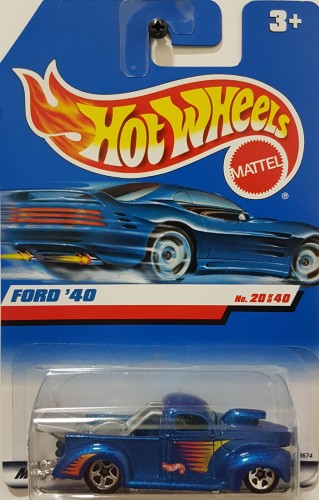 3+
HOT WHEELS
MATTEL
®
FORD '40
No. 20 OF 40